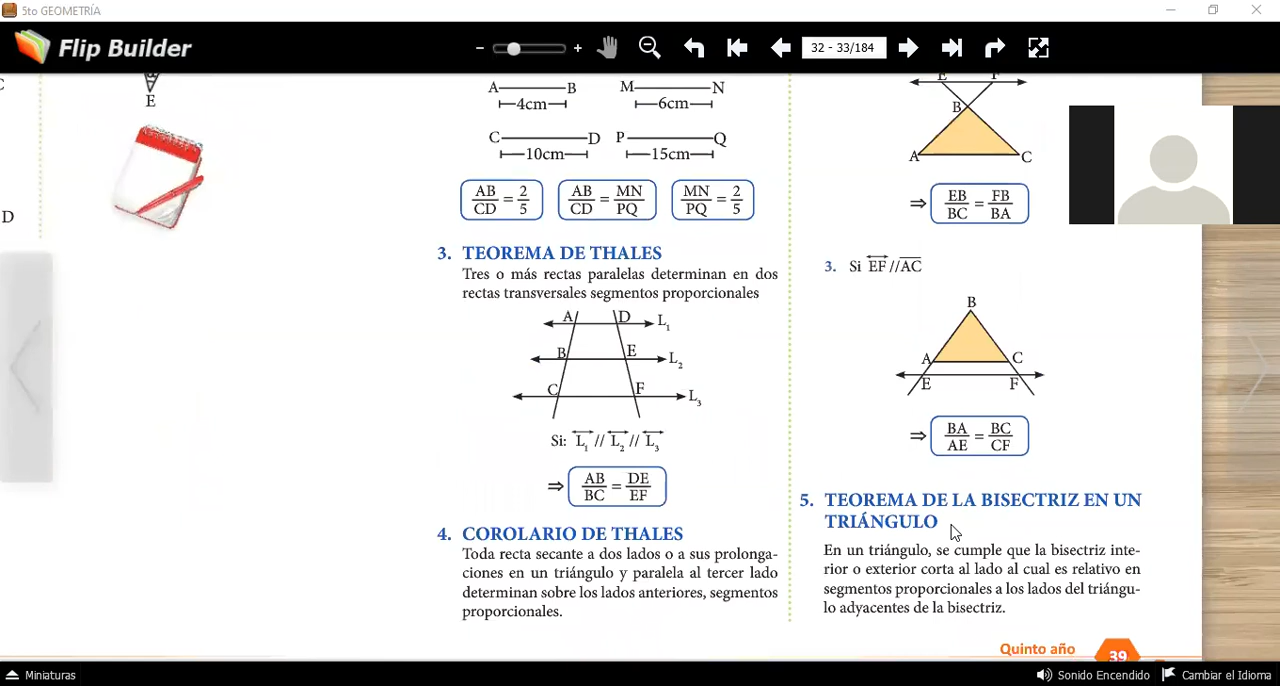 5to GEOMETRÍA
Flip Builder
32 - 33/184
C
E
D
A B M N
4cm 6cm
C D P Q
10cm 15cm
AB/CD = 2/5 AB/CD = MN/PQ MN/PQ = 2/5
3. TEOREMA DE THALES
Tres o más rectas paralelas determinan en dos
rectas transversales segmentos proporcionales
A D L₁
B E L₂
C F L₃
Si: L₁ // L₂ // L₃
⇒ AB/BC = DE/EF
4. COROLARIO DE THALES
Toda recta secante a dos lados o a sus prolonga-
ciones en un triángulo y paralela al tercer lado
determinan sobre los lados anteriores, segmentos
proporcionales.
E F
B
A C
⇒ EB/BC = FB/BA
3. Si EF // AC
B
A C
E F
⇒ BA/AE = BC/CF
5. TEOREMA DE LA BISECTRIZ EN UN
TRIÁNGULO
En un triángulo, se cumple que la bisectriz inte-
rior o exterior corta al lado al cual es relativo en
segmentos proporcionales a los lados del triángu-
lo adyacentes de la bisectriz.
Quinto año 39
Miniaturas
Sonido Encendido
Cambiar el Idioma